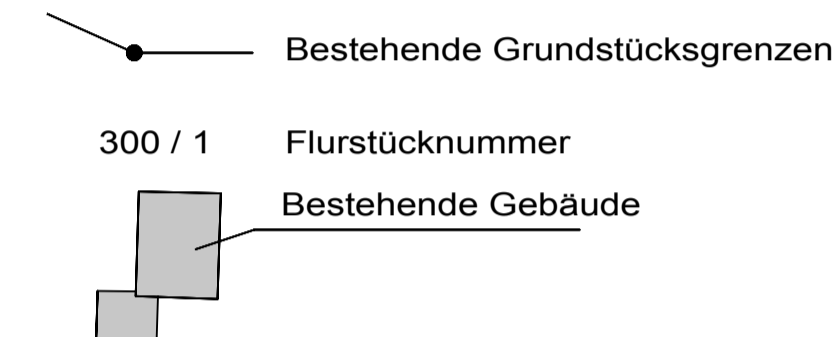 Bestehende Grundstücksgrenzen
300 / 1 Flurstücknummer
Bestehende Gebäude